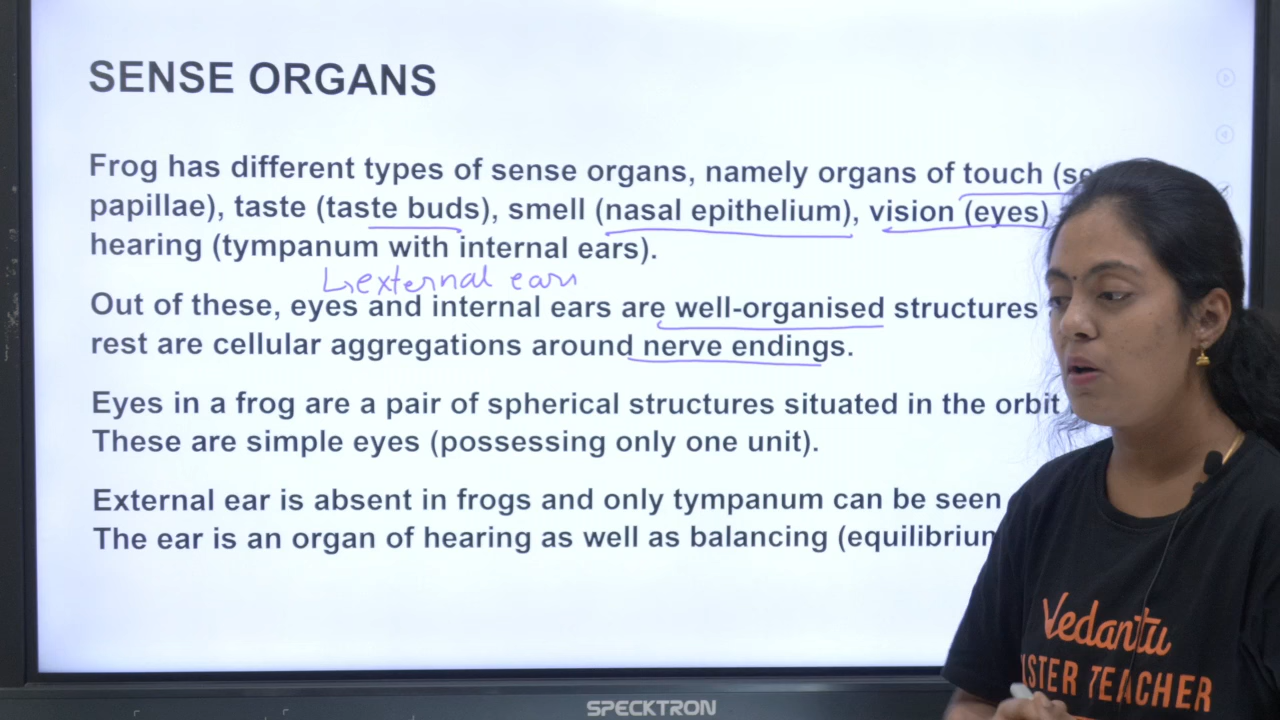 SENSE ORGANS
Frog has different types of sense organs, namely organs of touch (se
papillae), taste (taste buds), smell (nasal epithelium), vision (eyes)
hearing (tympanum with internal ears).
external ear
Out of these, eyes and internal ears are well-organised structures
rest are cellular aggregations around nerve endings.
Eyes in a frog are a pair of spherical structures situated in the orbit
These are simple eyes (possessing only one unit).
External ear is absent in frogs and only tympanum can be seen
The ear is an organ of hearing as well as balancing (equilibriun
Vedantu
STER TEACHER
SPECKTRON